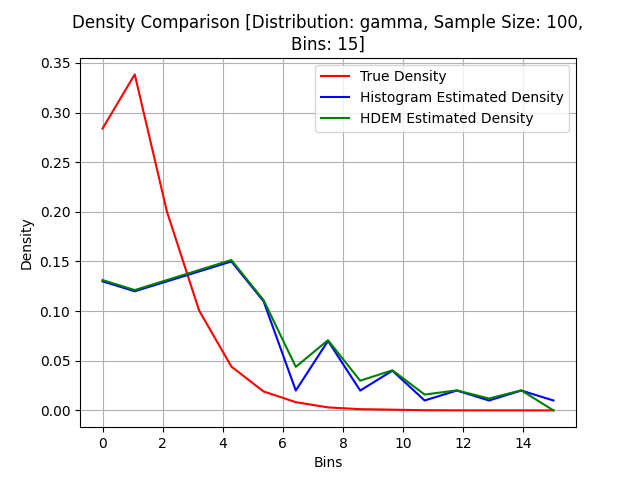 Density Comparison [Distribution: gamma, Sample Size: 100,
Bins: 15]
True Density
Histogram Estimated Density
HDEM Estimated Density
Density
0.35
0.30
0.25
0.20
0.15
0.10
0.05
0.00
0 2 4 6 8 10 12 14
Bins